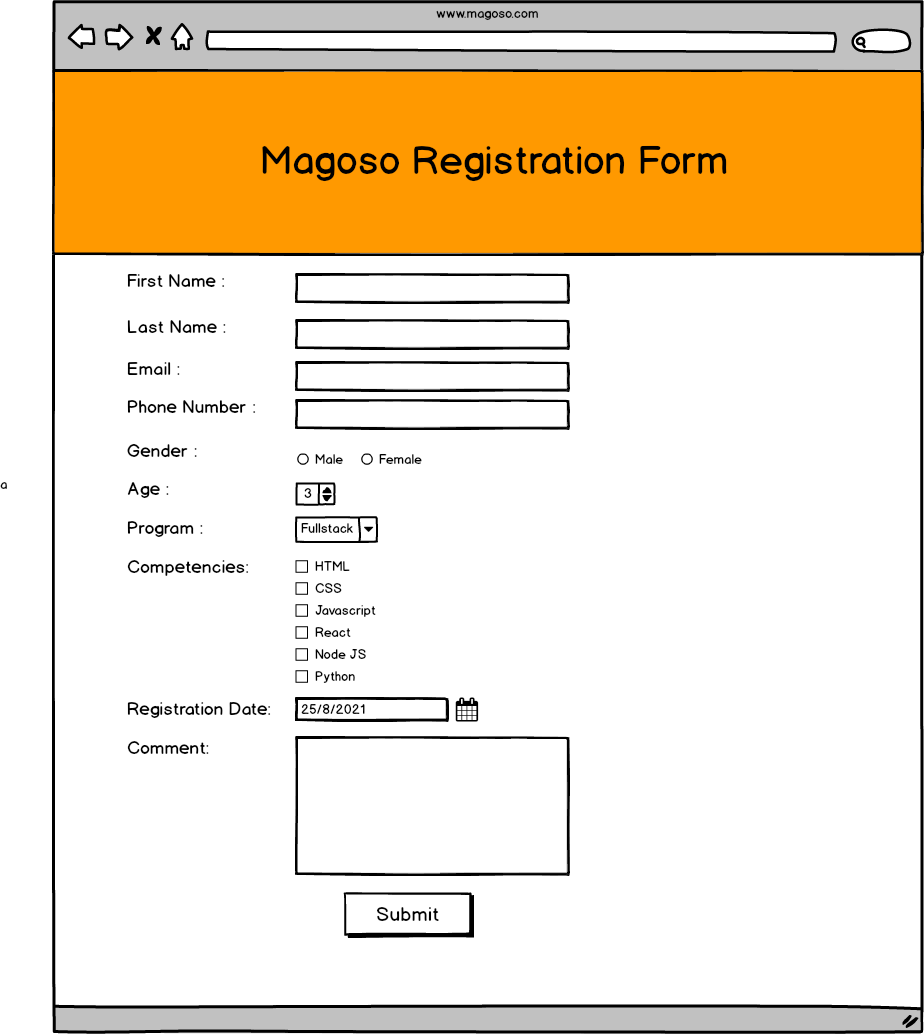 www.magoso.com
Magoso Registration Form
First Name :
Last Name :
Email :
Phone Number :
Gender :
Male Female
a
Age :
3
Program :
Fullstack
Competencies:
HTML
CSS
Javascript
React
Node JS
Python
Registration Date:
25/8/2021
Comment:
Submit